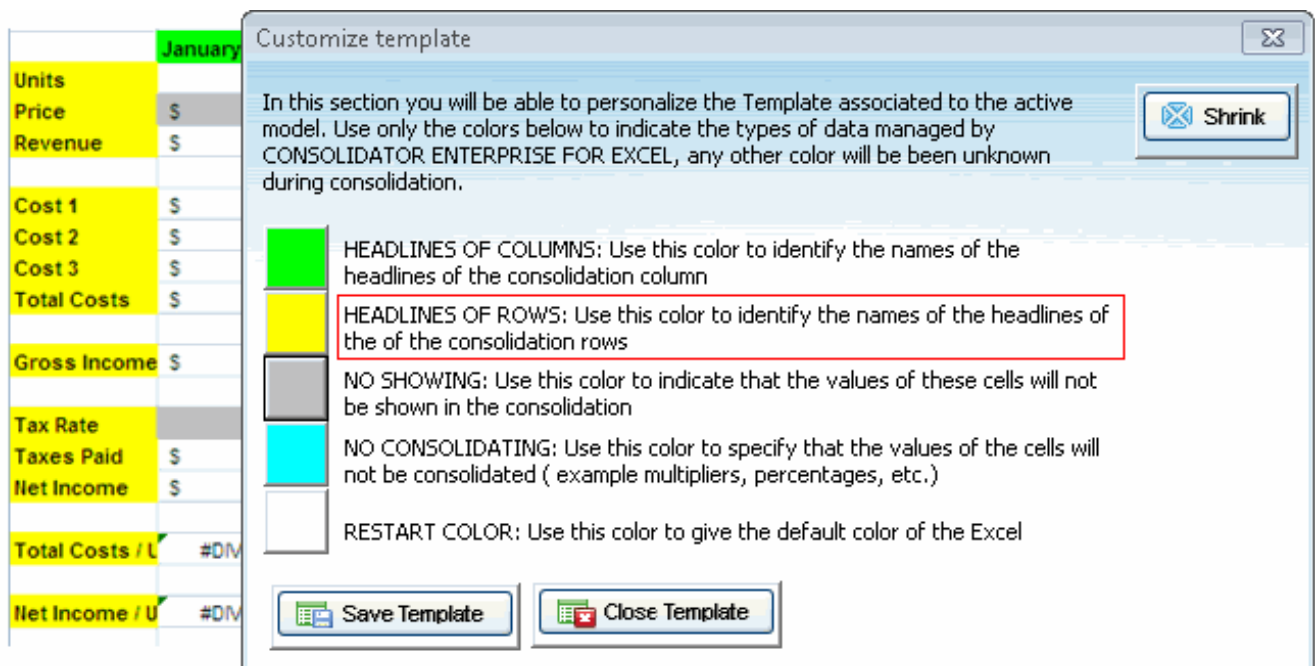 January
Units
Price $
Revenue $
Cost 1 $
Cost 2 $
Cost 3 $
Total Costs $
Gross Income $
Tax Rate
Taxes Paid $
Net Income $
Total Costs / U #DIV
Net Income / U #DIV
Customize template
In this section you will be able to personalize the Template associated to the active
model. Use only the colors below to indicate the types of data managed by
CONSOLIDATOR ENTERPRISE FOR EXCEL, any other color will be been unknown
during consolidation.
Shrink
HEADLINES OF COLUMNS: Use this color to identify the names of the
headlines of the consolidation column
HEADLINES OF ROWS: Use this color to identify the names of the headlines of
the of the consolidation rows
NO SHOWING: Use this color to indicate that the values of these cells will not
be shown in the consolidation
NO CONSOLIDATING: Use this color to specify that the values of the cells will
not be consolidated ( example multipliers, percentages, etc.)
RESTART COLOR: Use this color to give the default color of the Excel
Save Template
Close Template